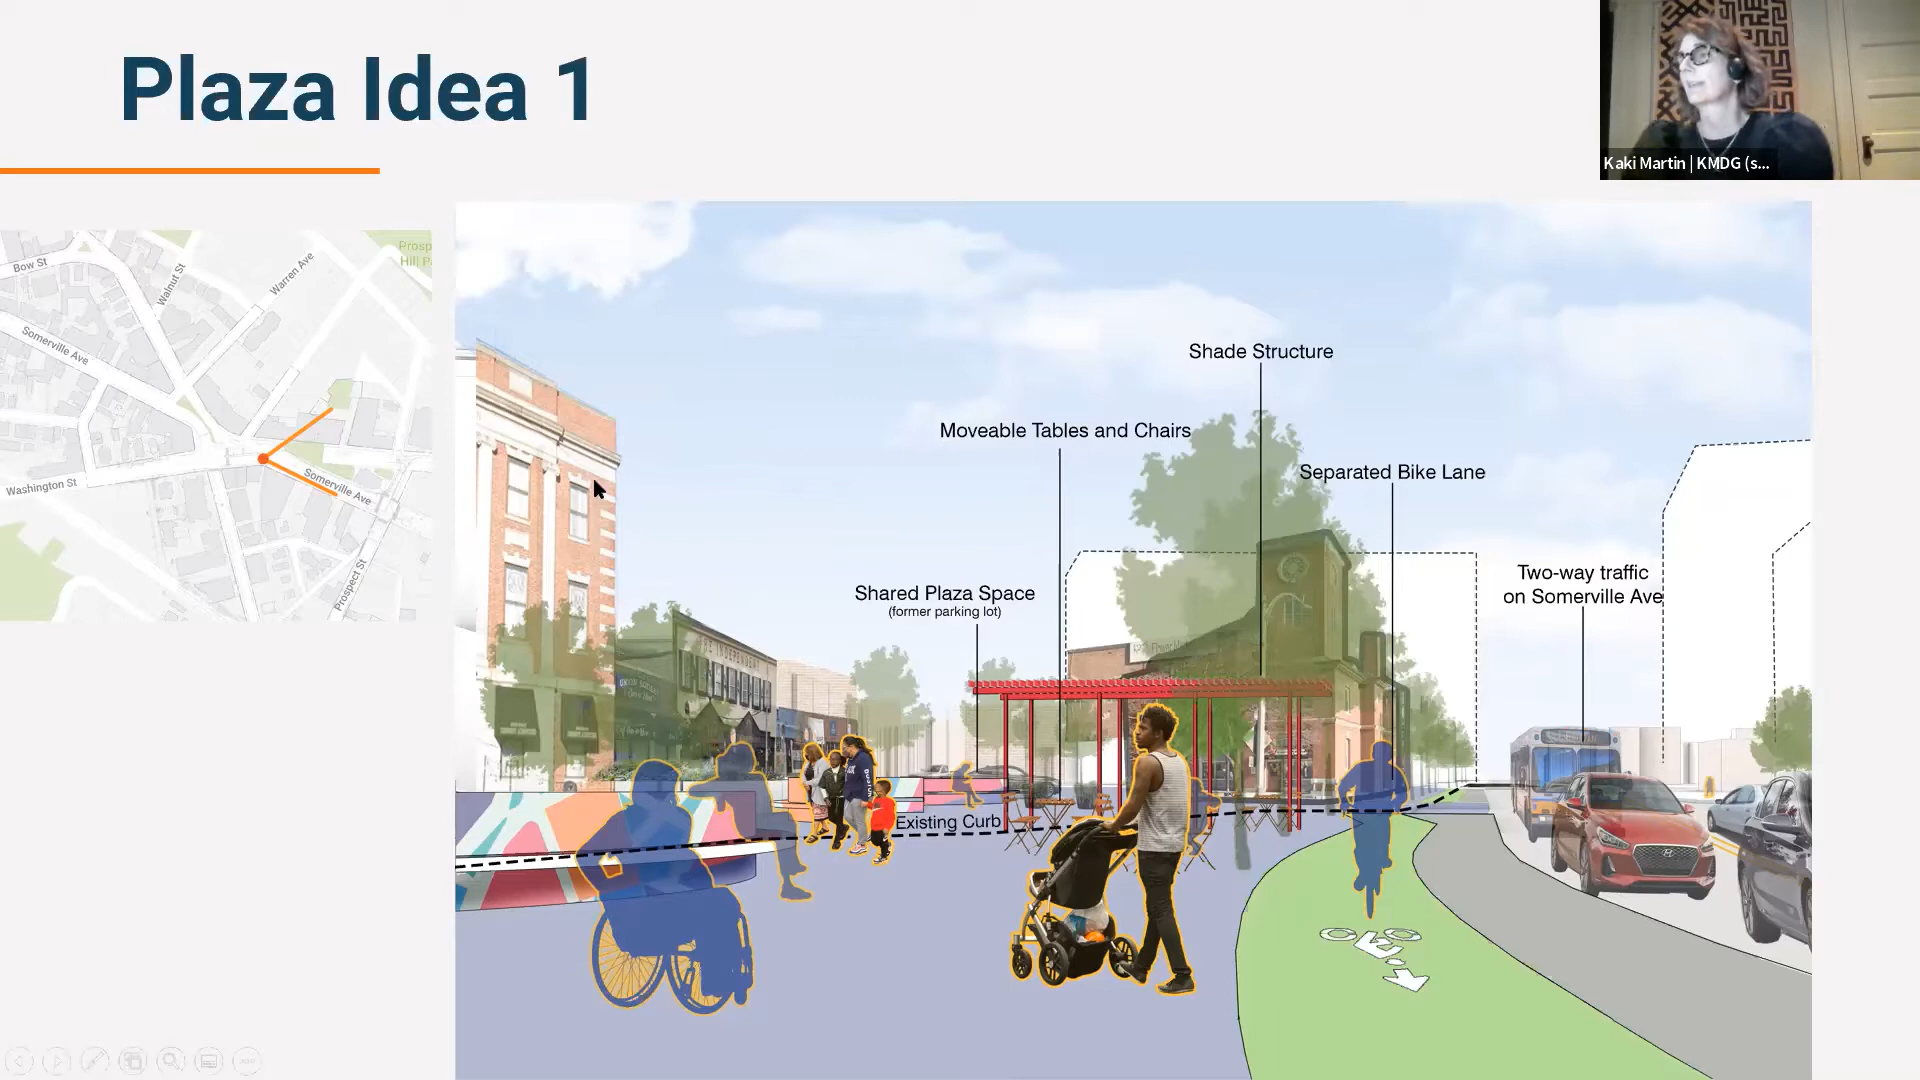 Plaza Idea 1
Kaki Martin | KMDG (s...
Prosp
Hill P
Bow St
Walnut St
Warren Ave
Somerville Ave
Washington St
Somerville Ave
Prospect St
Shade Structure
Moveable Tables and Chairs
Separated Bike Lane
Shared Plaza Space
(former parking lot)
Two-way traffic
on Somerville Ave
THE INDEPENDENT
Existing Curb